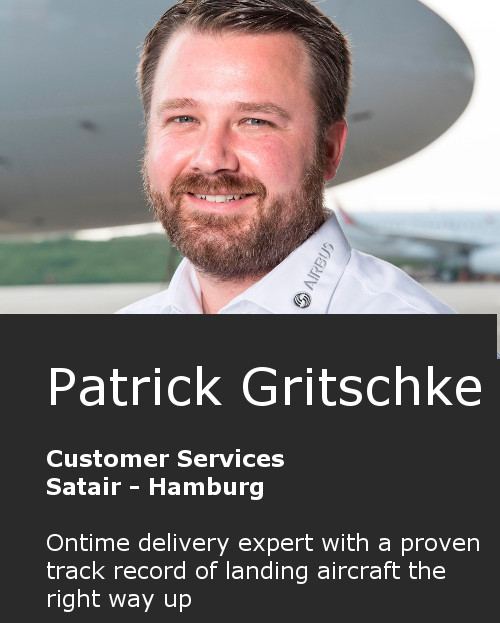 AIRBUS
Patrick Gritschke
Customer Services
Satair – Hamburg
Ontime delivery expert with a proven
track record of landing aircraft the
right way up